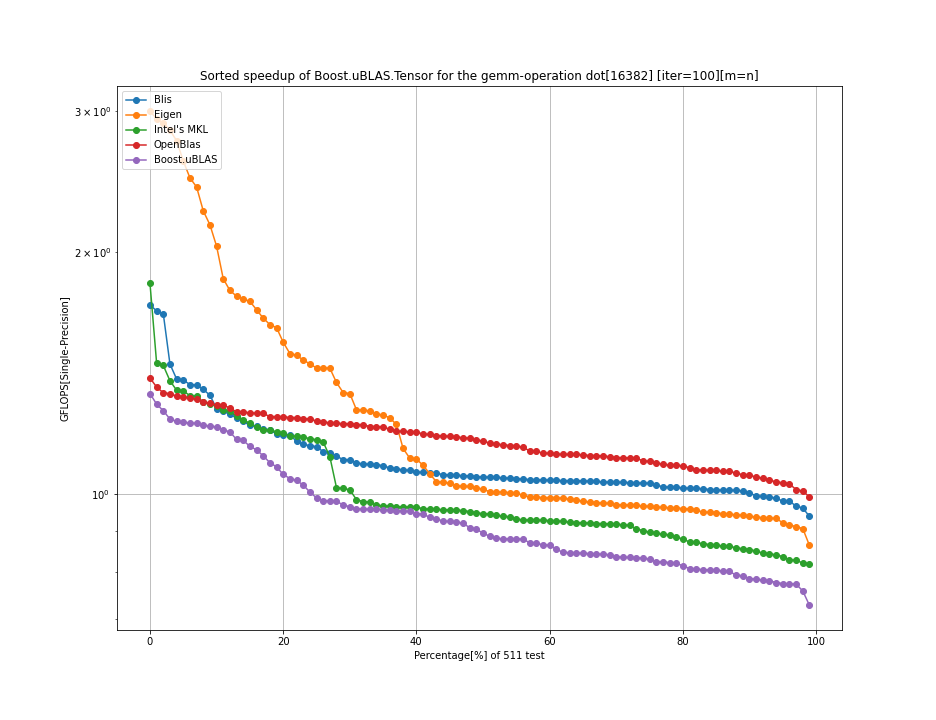 Sorted speedup of Boost.uBLAS.Tensor for the gemm-operation dot[16382] [iter=100][m=n]
Blis
Eigen
Intel's MKL
OpenBlas
Boost.uBLAS
3 × 10⁰
2 × 10⁰
10⁰
GFLOPS[Single-Precision]
0 20 40 60 80 100
Percentage[%] of 511 test